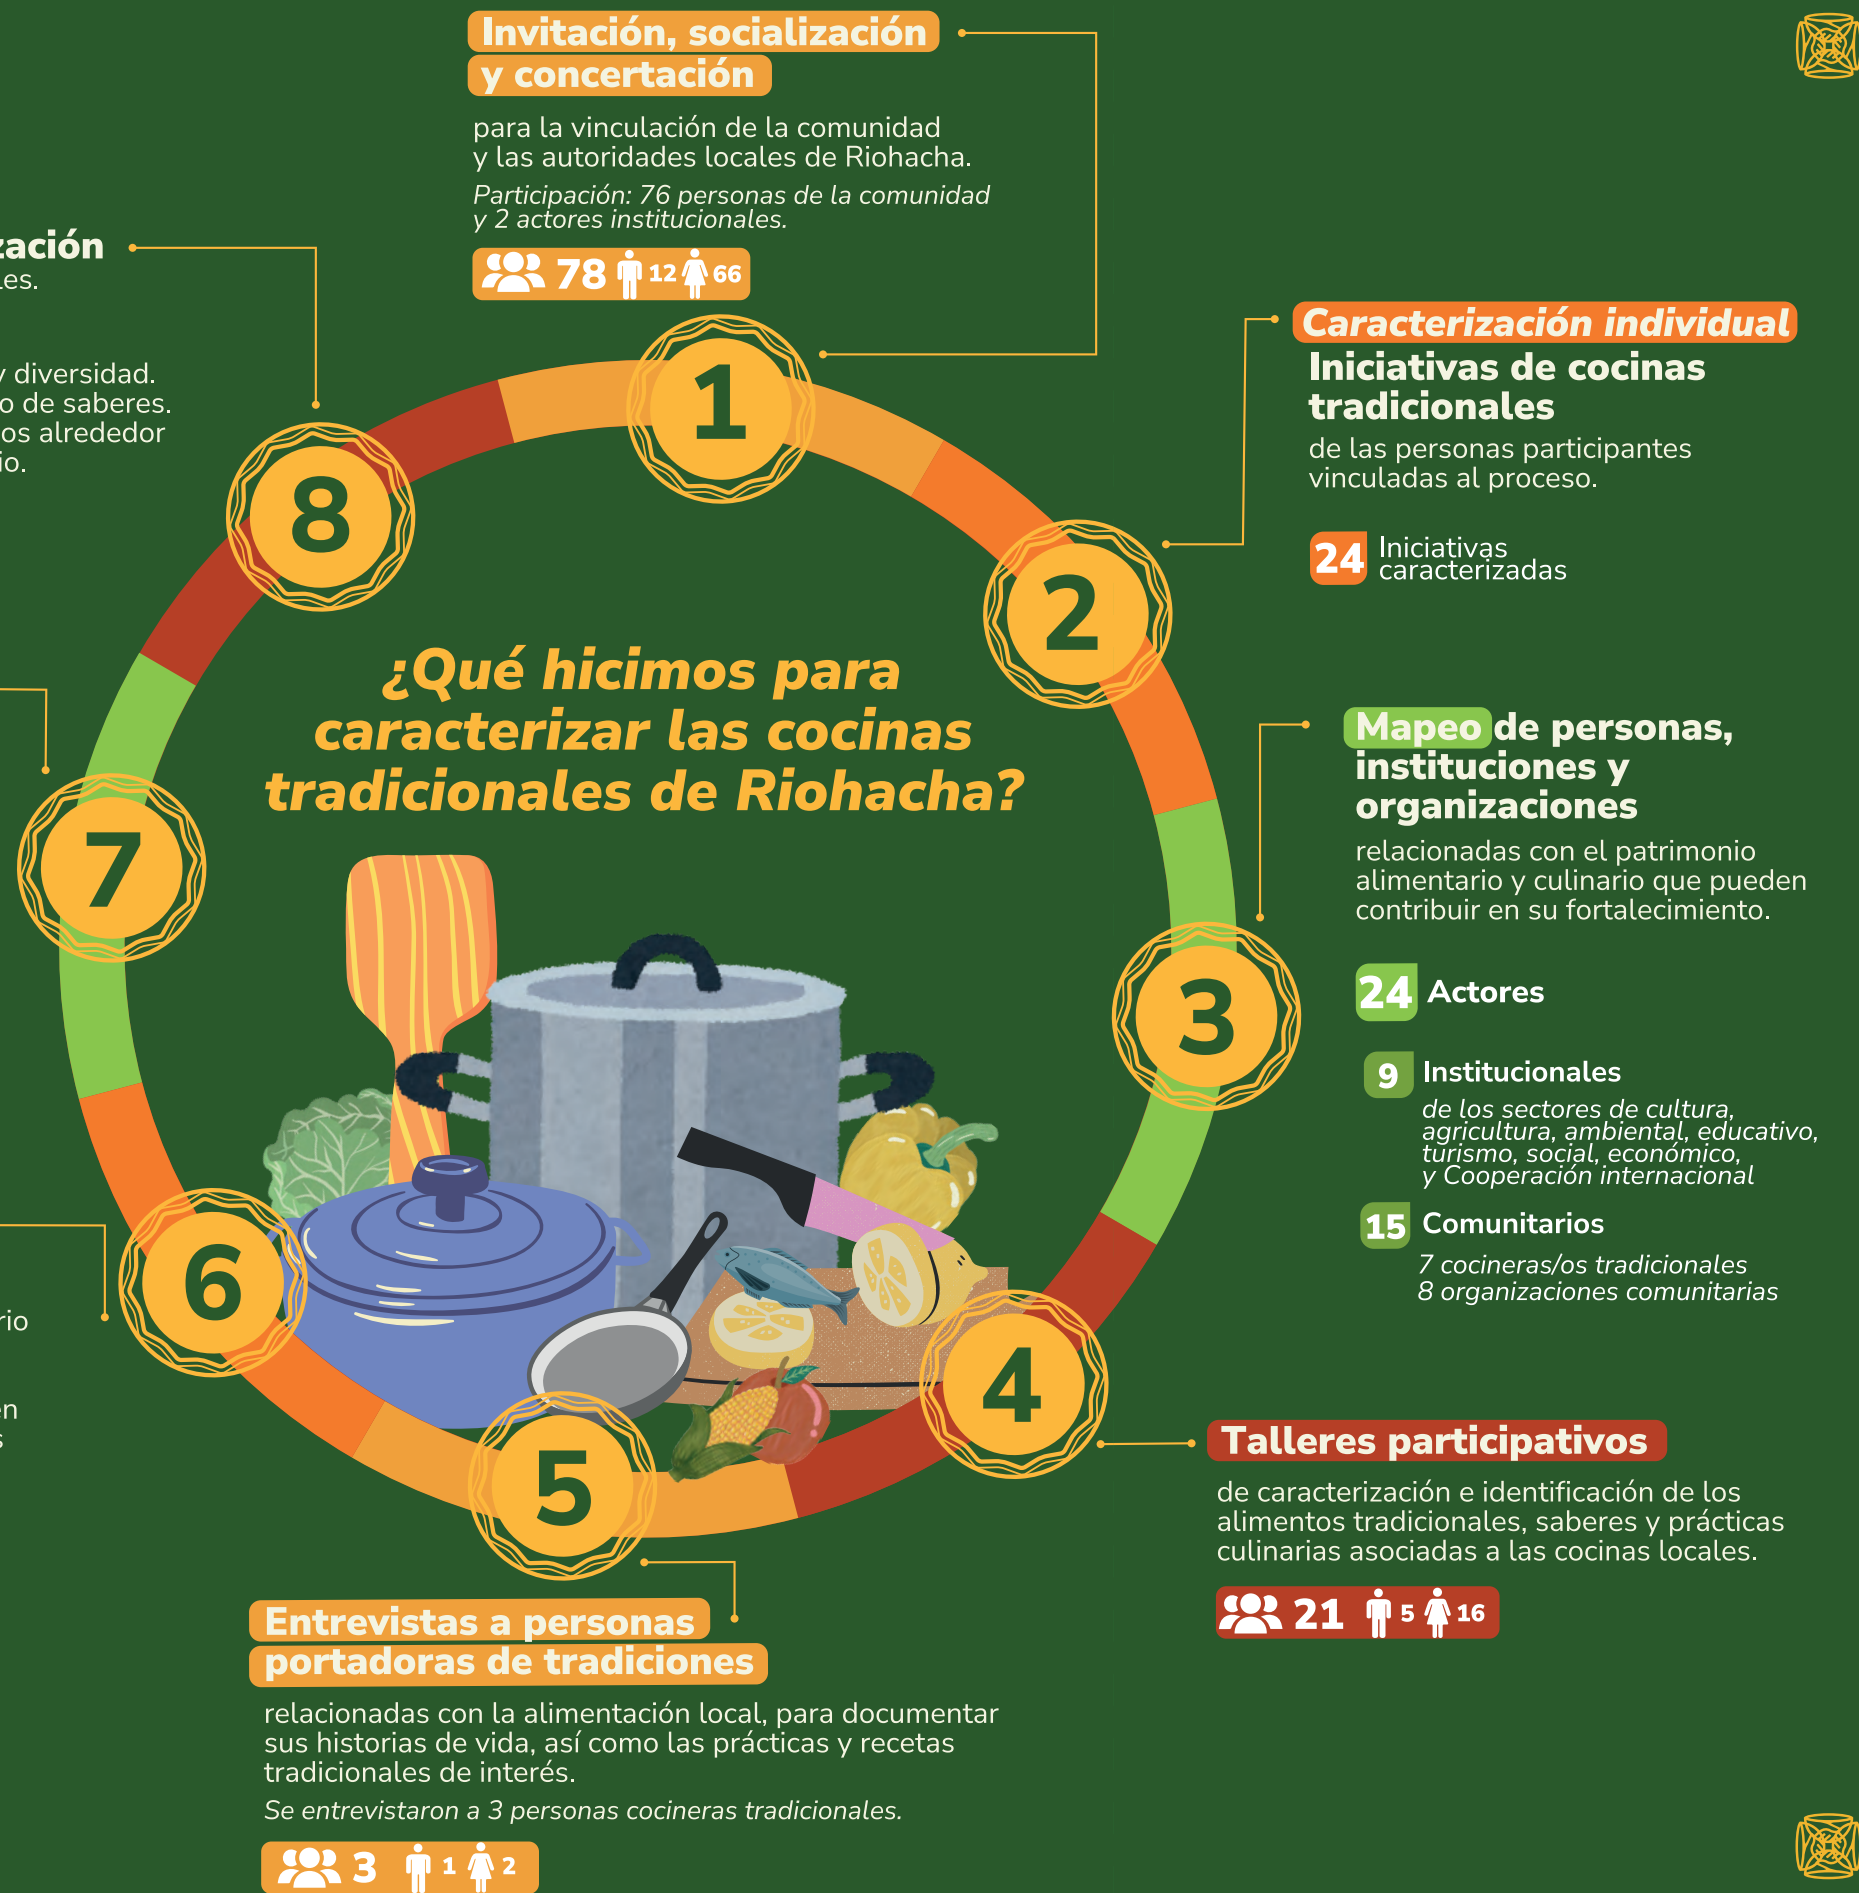 Invitación, socialización
y concertación
para la vinculación de la comunidad
y las autoridades locales de Riohacha.
Participación: 76 personas de la comunidad
y 2 actores institucionales.
78 12 66
1
Caracterización individual
Iniciativas de cocinas
tradicionales
de las personas participantes
vinculadas al proceso.
24 Iniciativas
caracterizadas
2
Mapeo de personas,
instituciones y
organizaciones
relacionadas con el patrimonio
alimentario y culinario que pueden
contribuir en su fortalecimiento.
24 Actores
9 Institucionales
de los sectores de cultura,
agricultura, ambiental, educativo,
turismo, social, económico,
y Cooperación internacional
15 Comunitarios
7 cocineras/os tradicionales
8 organizaciones comunitarias
3
4
Talleres participativos
de caracterización e identificación de los
alimentos tradicionales, saberes y prácticas
culinarias asociadas a las cocinas locales.
21 5 16
5
Entrevistas a personas
portadoras de tradiciones
relacionadas con la alimentación local, para documentar
sus historias de vida, así como las prácticas y recetas
tradicionales de interés.
Se entrevistaron a 3 personas cocineras tradicionales.
3 1 2
6
7
8
zación
les.
y diversidad.
o de saberes.
os alrededor
io.
rio
en
s
¿Qué hicimos para
caracterizar las cocinas
tradicionales de Riohacha?